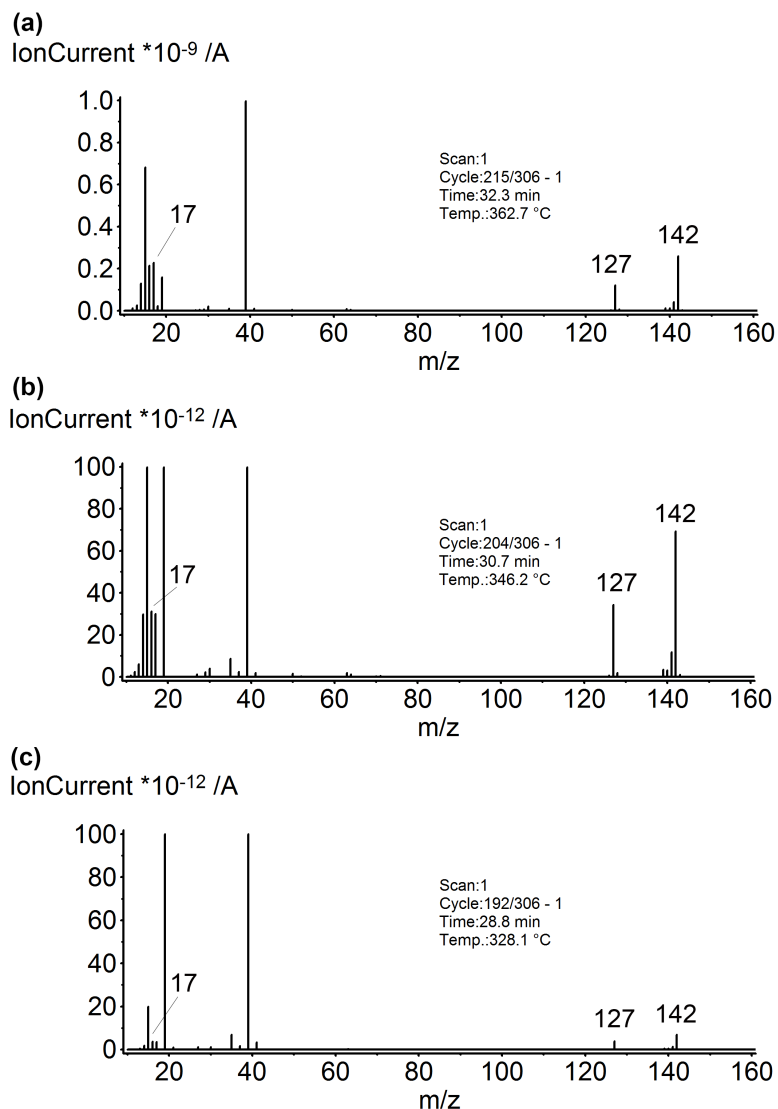 (a)
IonCurrent *10-9 /A
1.0
0.8
0.6
0.4
0.2
0.0
17
Scan:1
Cycle:215/306 - 1
Time:32.3 min
Temp.:362.7 °C
127
142
20 40 60 80 100 120 140 160
m/z
(b)
IonCurrent *10-12 /A
100
80
60
40
20
0
17
Scan:1
Cycle:204/306 - 1
Time:30.7 min
Temp.:346.2 °C
127
142
20 40 60 80 100 120 140 160
m/z
(c)
IonCurrent *10-12 /A
100
80
60
40
20
0
17
Scan:1
Cycle:192/306 - 1
Time:28.8 min
Temp.:328.1 °C
127
142
20 40 60 80 100 120 140 160
m/z